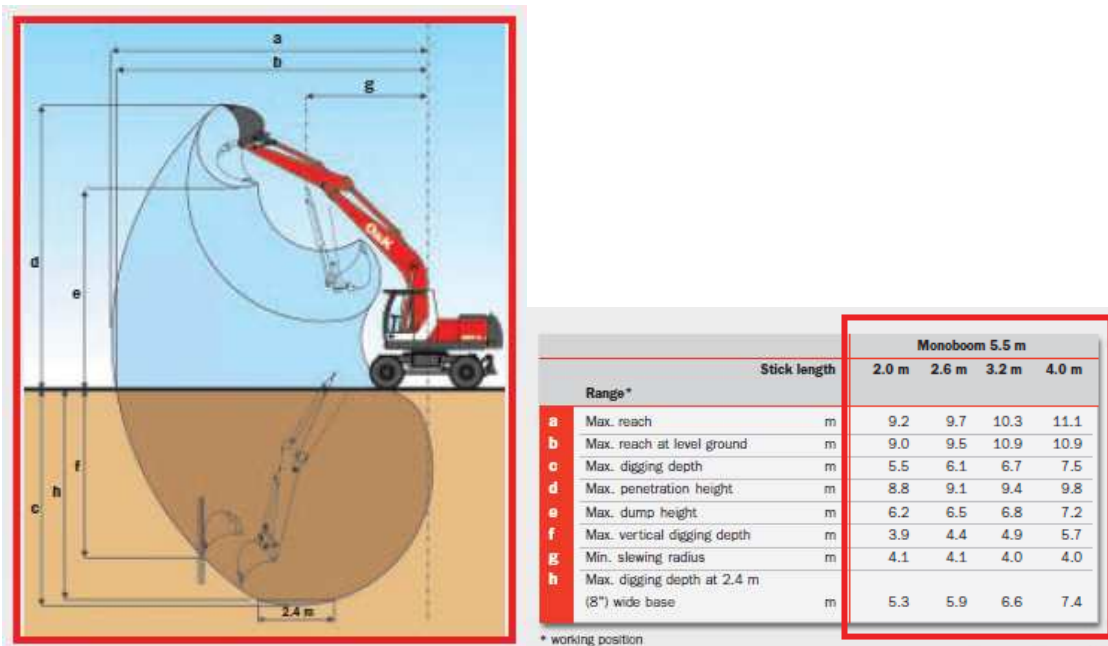 a
b
g
d
e
O&K
f
h
c
2.4 m
Monoboom 5.5 m
Stick length 2.0 m 2.6 m 3.2 m 4.0 m
Range*
a Max. reach m 9.2 9.7 10.3 11.1
b Max. reach at level ground m 9.0 9.5 10.9 10.9
c Max. digging depth m 5.5 6.1 6.7 7.5
d Max. penetration height m 8.8 9.1 9.4 9.8
e Max. dump height m 6.2 6.5 6.8 7.2
f Max. vertical digging depth m 3.9 4.4 4.9 5.7
g Min. slewing radius m 4.1 4.1 4.0 4.0
h Max. digging depth at 2.4 m
(8") wide base m 5.3 5.9 6.6 7.4
* working position